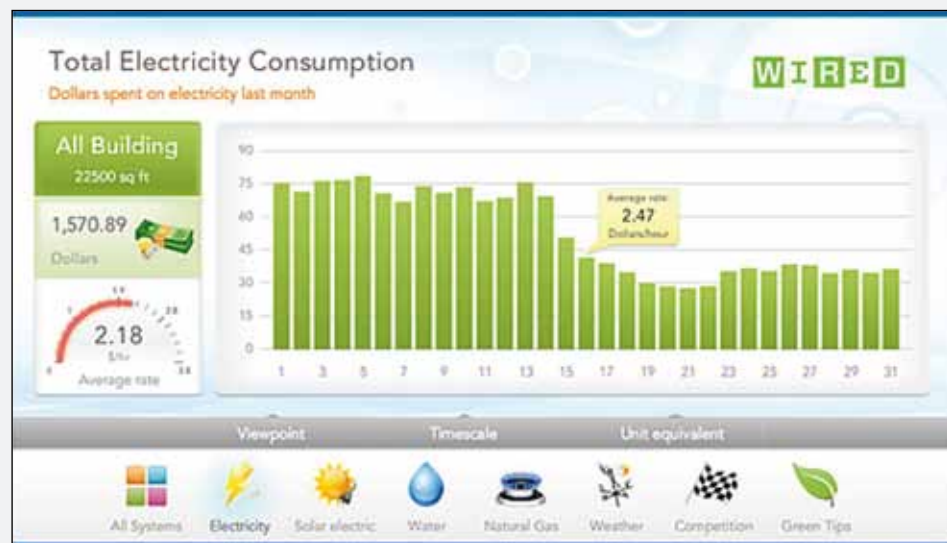 Total Electricity Consumption
WIRED
Dollars spent on electricity last month
All Building
22500 sq ft
1,570.89
Dollars
2.18
$/hr
Average rate
90
75
60
45
30
15
0
Average rate:
2.47
Dollars/hour
1 3 5 7 9 11 13 15 17 19 21 23 25 27 29 31
Viewpoint Timescale Unit equivalent
All Systems Electricity Solar electric Water Natural Gas Weather Competition Green Tips